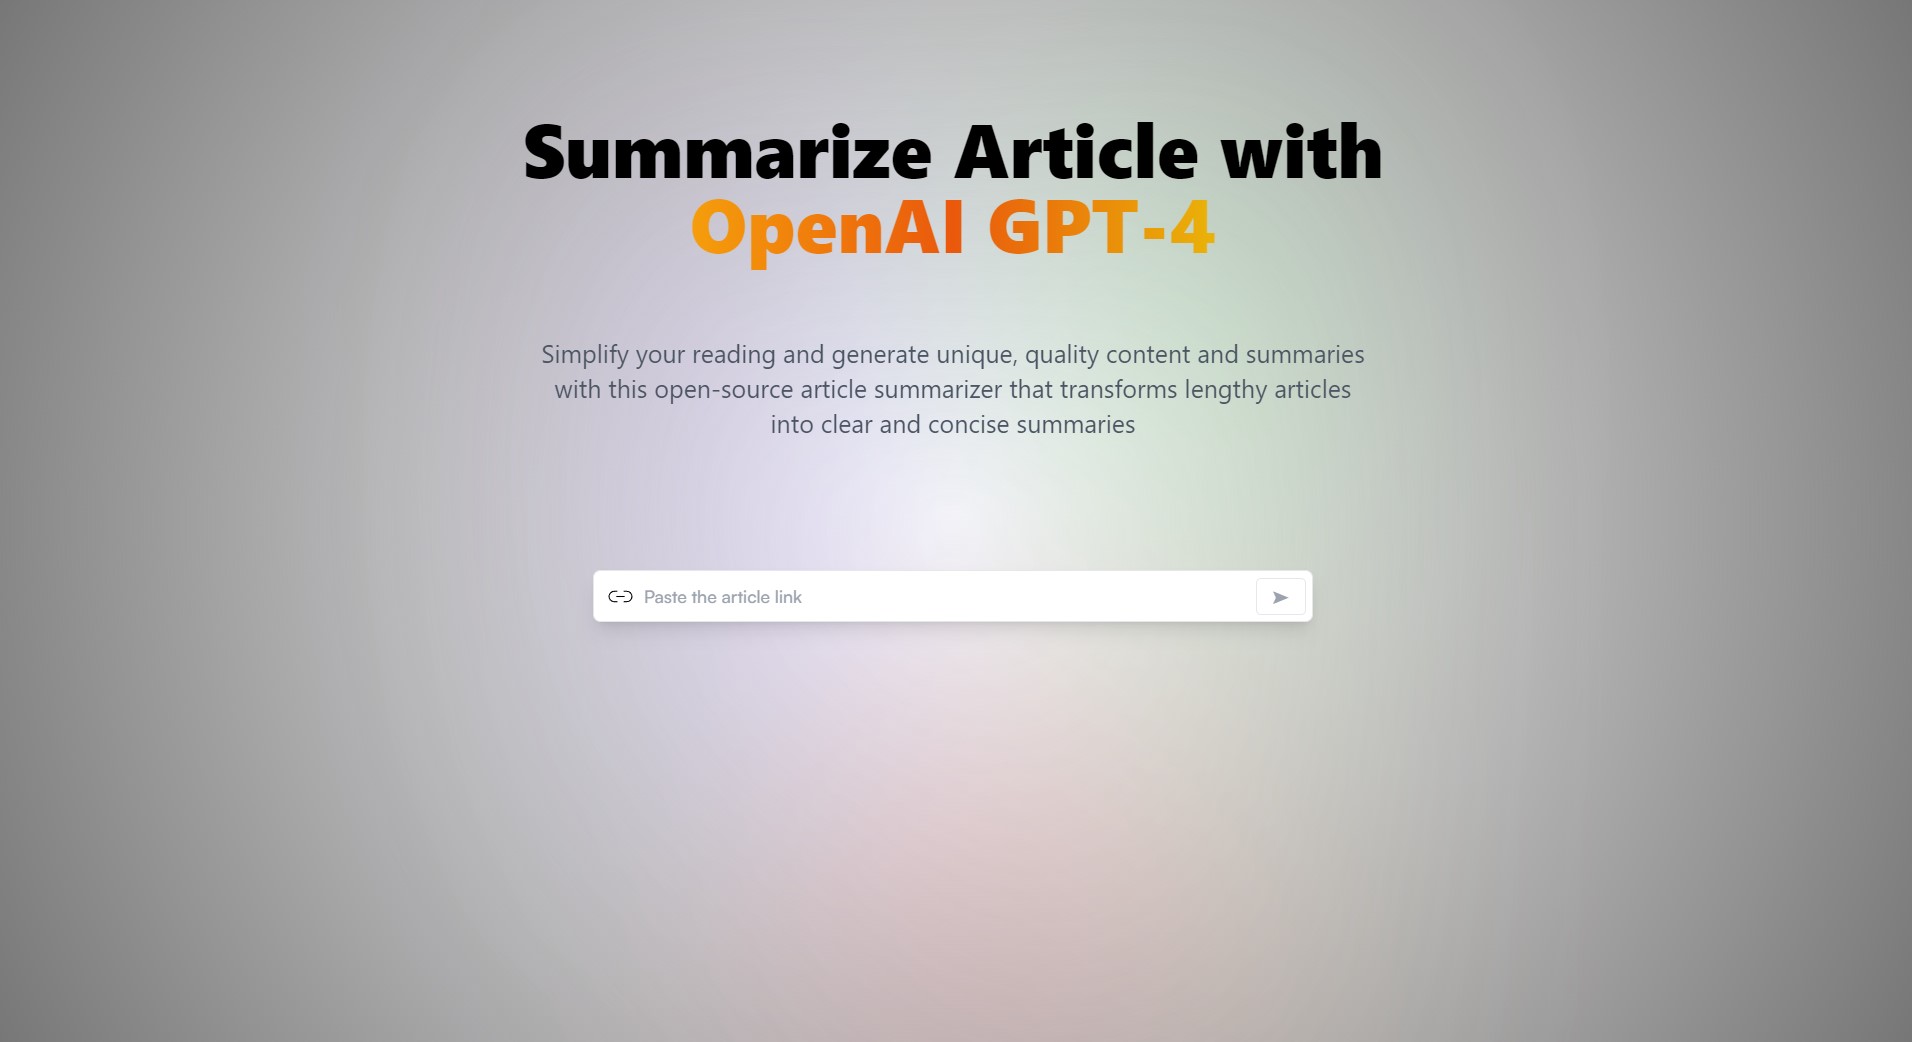 Summarize Article with
OpenAI GPT-4
Simplify your reading and generate unique, quality content and summaries
with this open-source article summarizer that transforms lengthy articles
into clear and concise summaries
Paste the article link